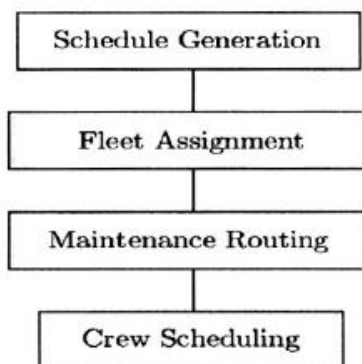 Schedule Generation
Fleet Assignment
Maintenance Routing
Crew Scheduling